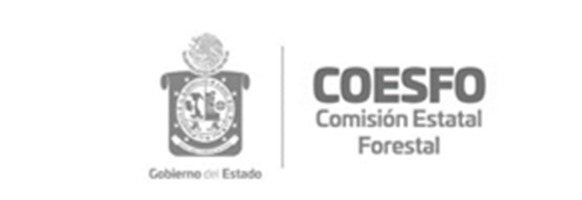 Gobierno del Estado
COESFO
Comisión Estatal
Forestal